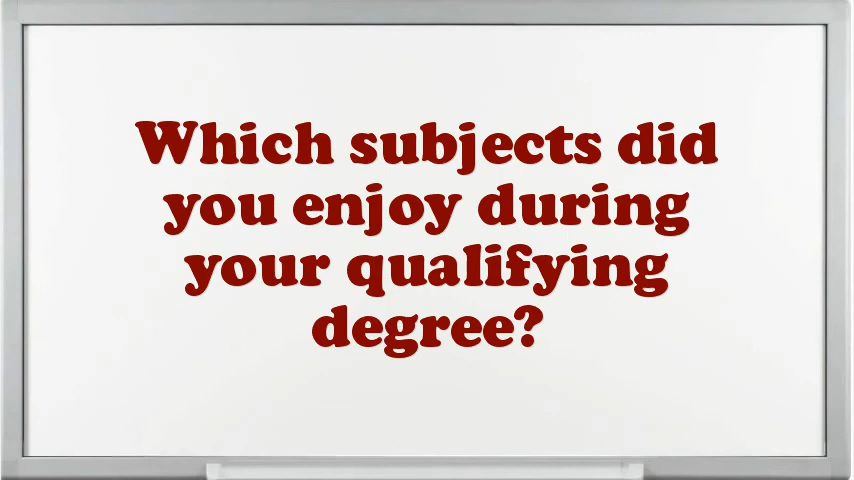 Which subjects did
you enjoy during
your qualifying
degree?